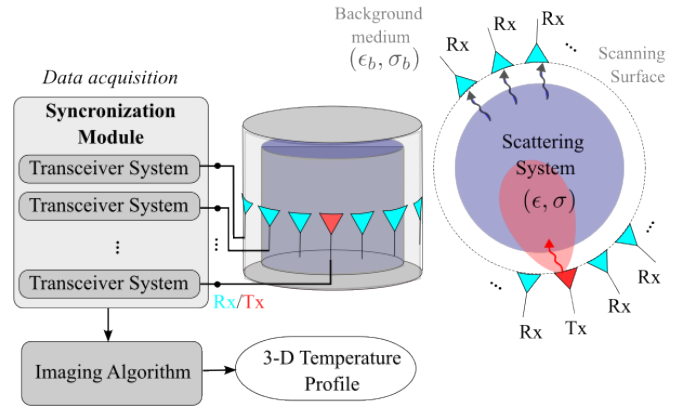 Data acquisition
Syncronization
Module
Transceiver System
Transceiver System
⋮
Transceiver System
Rx/Tx
⋮
Imaging Algorithm
3-D Temperature
Profile
Background
medium
(ϵ_b, σ_b)
Rx
Rx
Rx
...
Scanning
Surface
Scattering
System
(ϵ, σ)
...
...
Rx
Rx
Tx
Rx